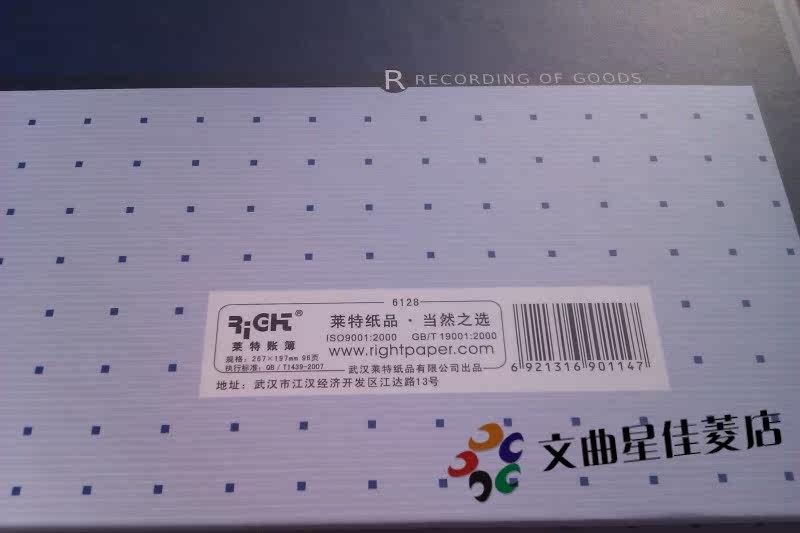 R RECORDING OF GOODS
6128
RiGHT®
莱特账簿
规格：267×197mm 96页
执行标准：GB/T1439-2007
莱特纸品·当然之选
ISO9001:2000 GB/T 19001:2000
www.rightpaper.com
武汉莱特纸品有限公司出品
地址：武汉市江汉经济开发区江达路13号
6 921316 901147
文曲星佳菱店